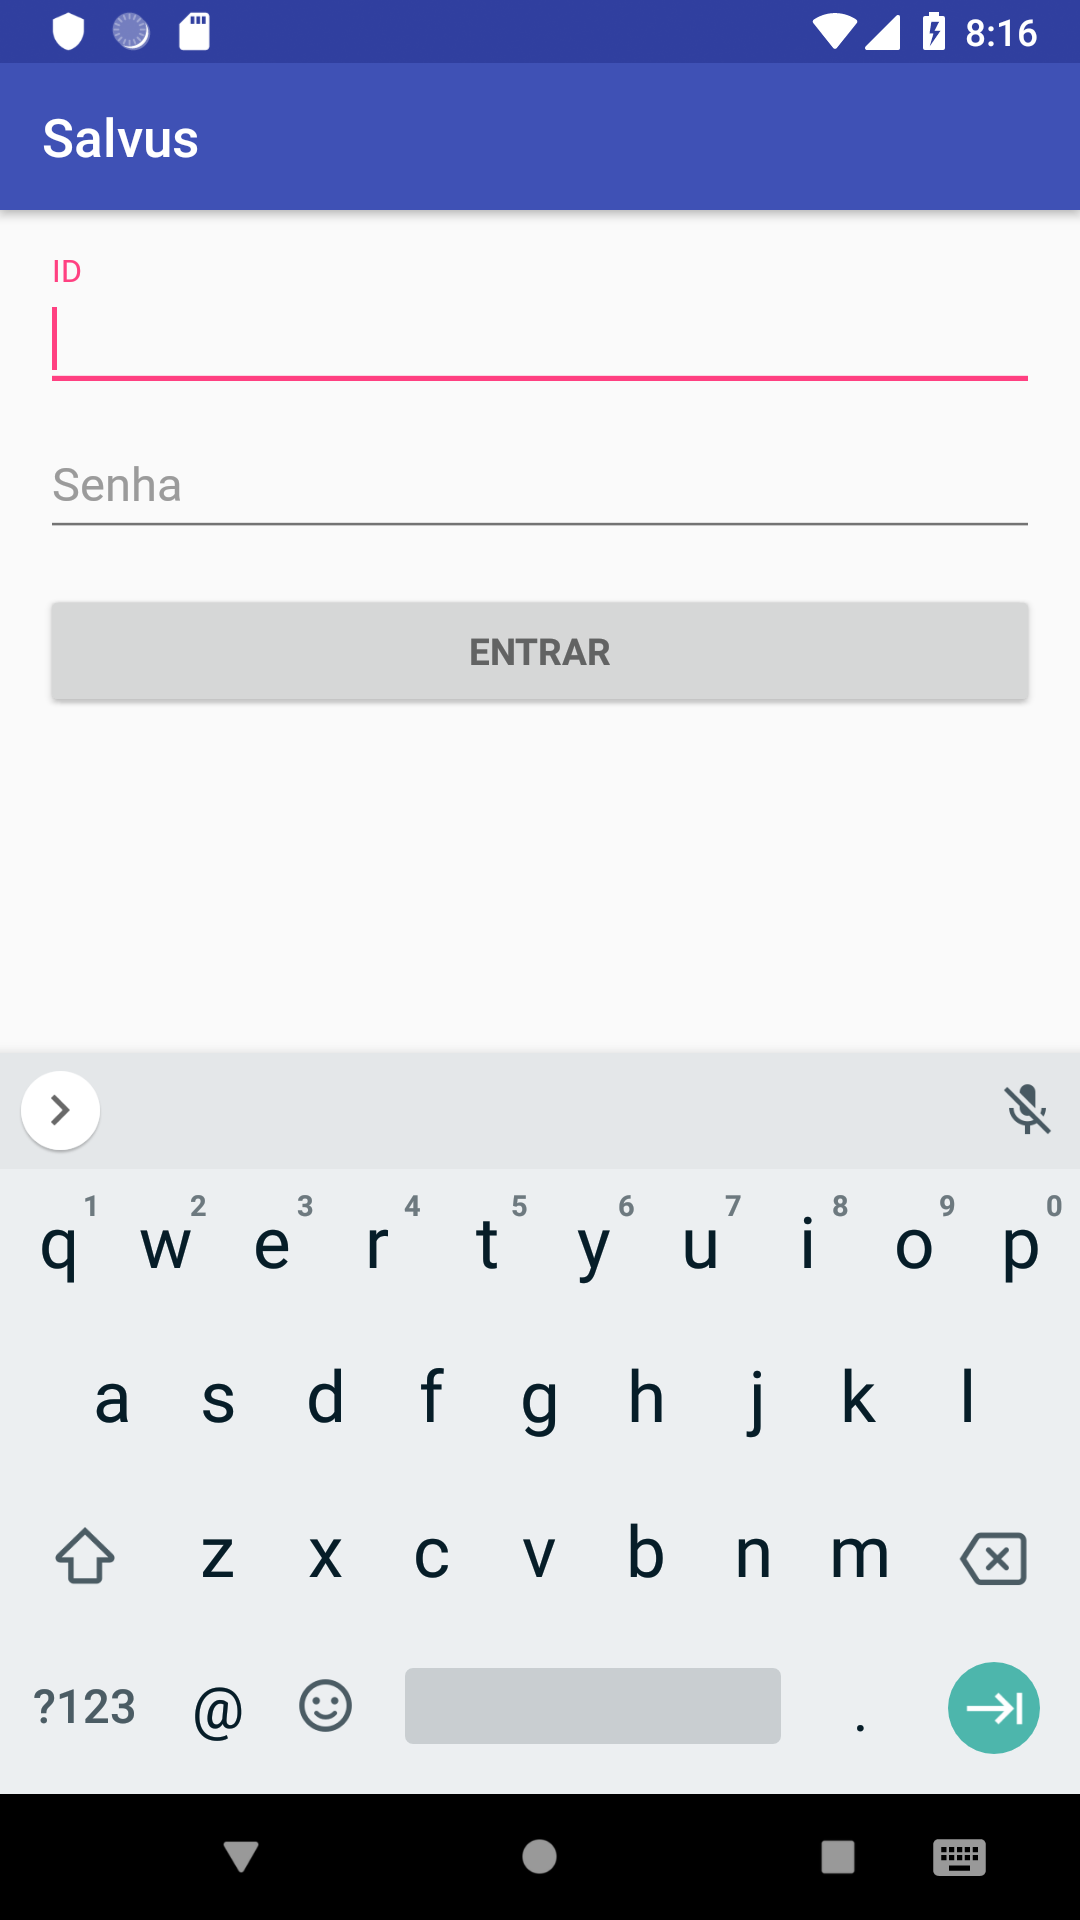 8:16
Salvus
ID
Senha
ENTRAR
1 2 3 4 5 6 7 8 9 0
q w e r t y u i o p
a s d f g h j k l
z x c v b n m
?123 @ .